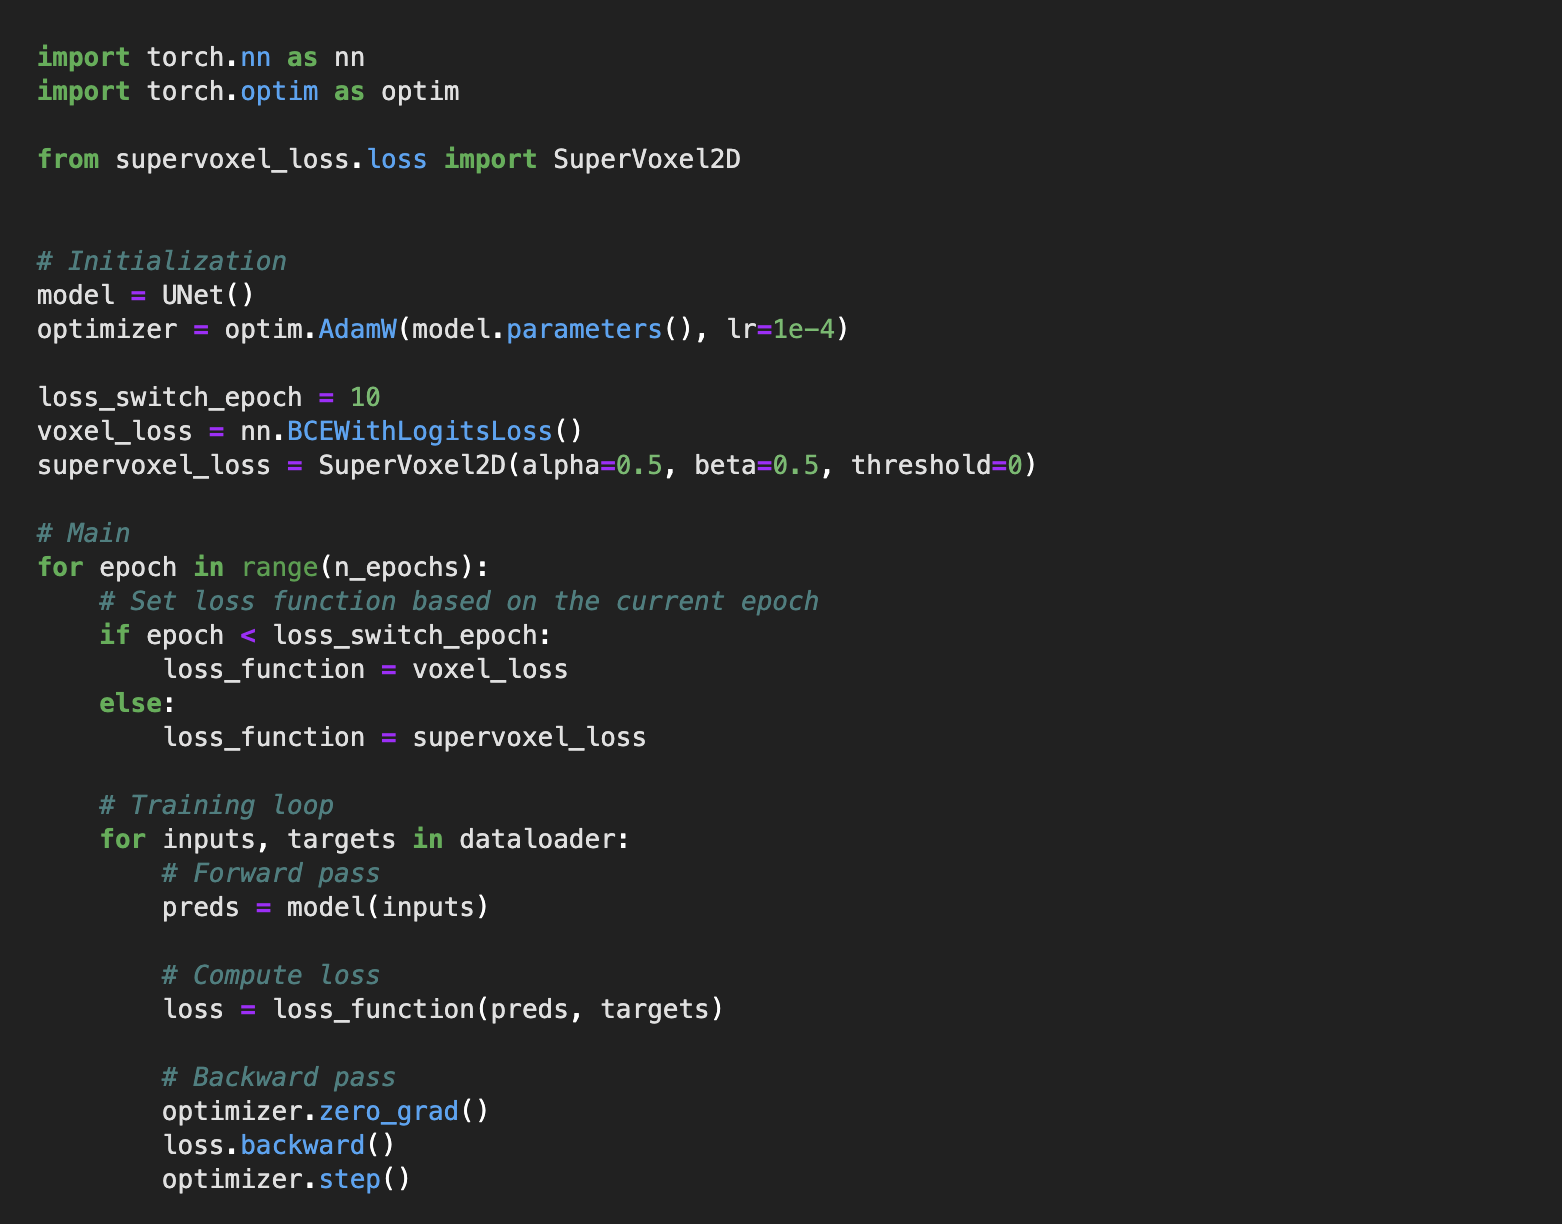 import torch.nn as nn
import torch.optim as optim

from supervoxel_loss.loss import SuperVoxel2D


# Initialization
model = UNet()
optimizer = optim.AdamW(model.parameters(), lr=1e-4)

loss_switch_epoch = 10
voxel_loss = nn.BCEWithLogitsLoss()
supervoxel_loss = SuperVoxel2D(alpha=0.5, beta=0.5, threshold=0)

# Main
for epoch in range(n_epochs):
    # Set loss function based on the current epoch
    if epoch < loss_switch_epoch:
        loss_function = voxel_loss
    else:
        loss_function = supervoxel_loss

    # Training loop
    for inputs, targets in dataloader:
        # Forward pass
        preds = model(inputs)

        # Compute loss
        loss = loss_function(preds, targets)

        # Backward pass
        optimizer.zero_grad()
        loss.backward()
        optimizer.step()